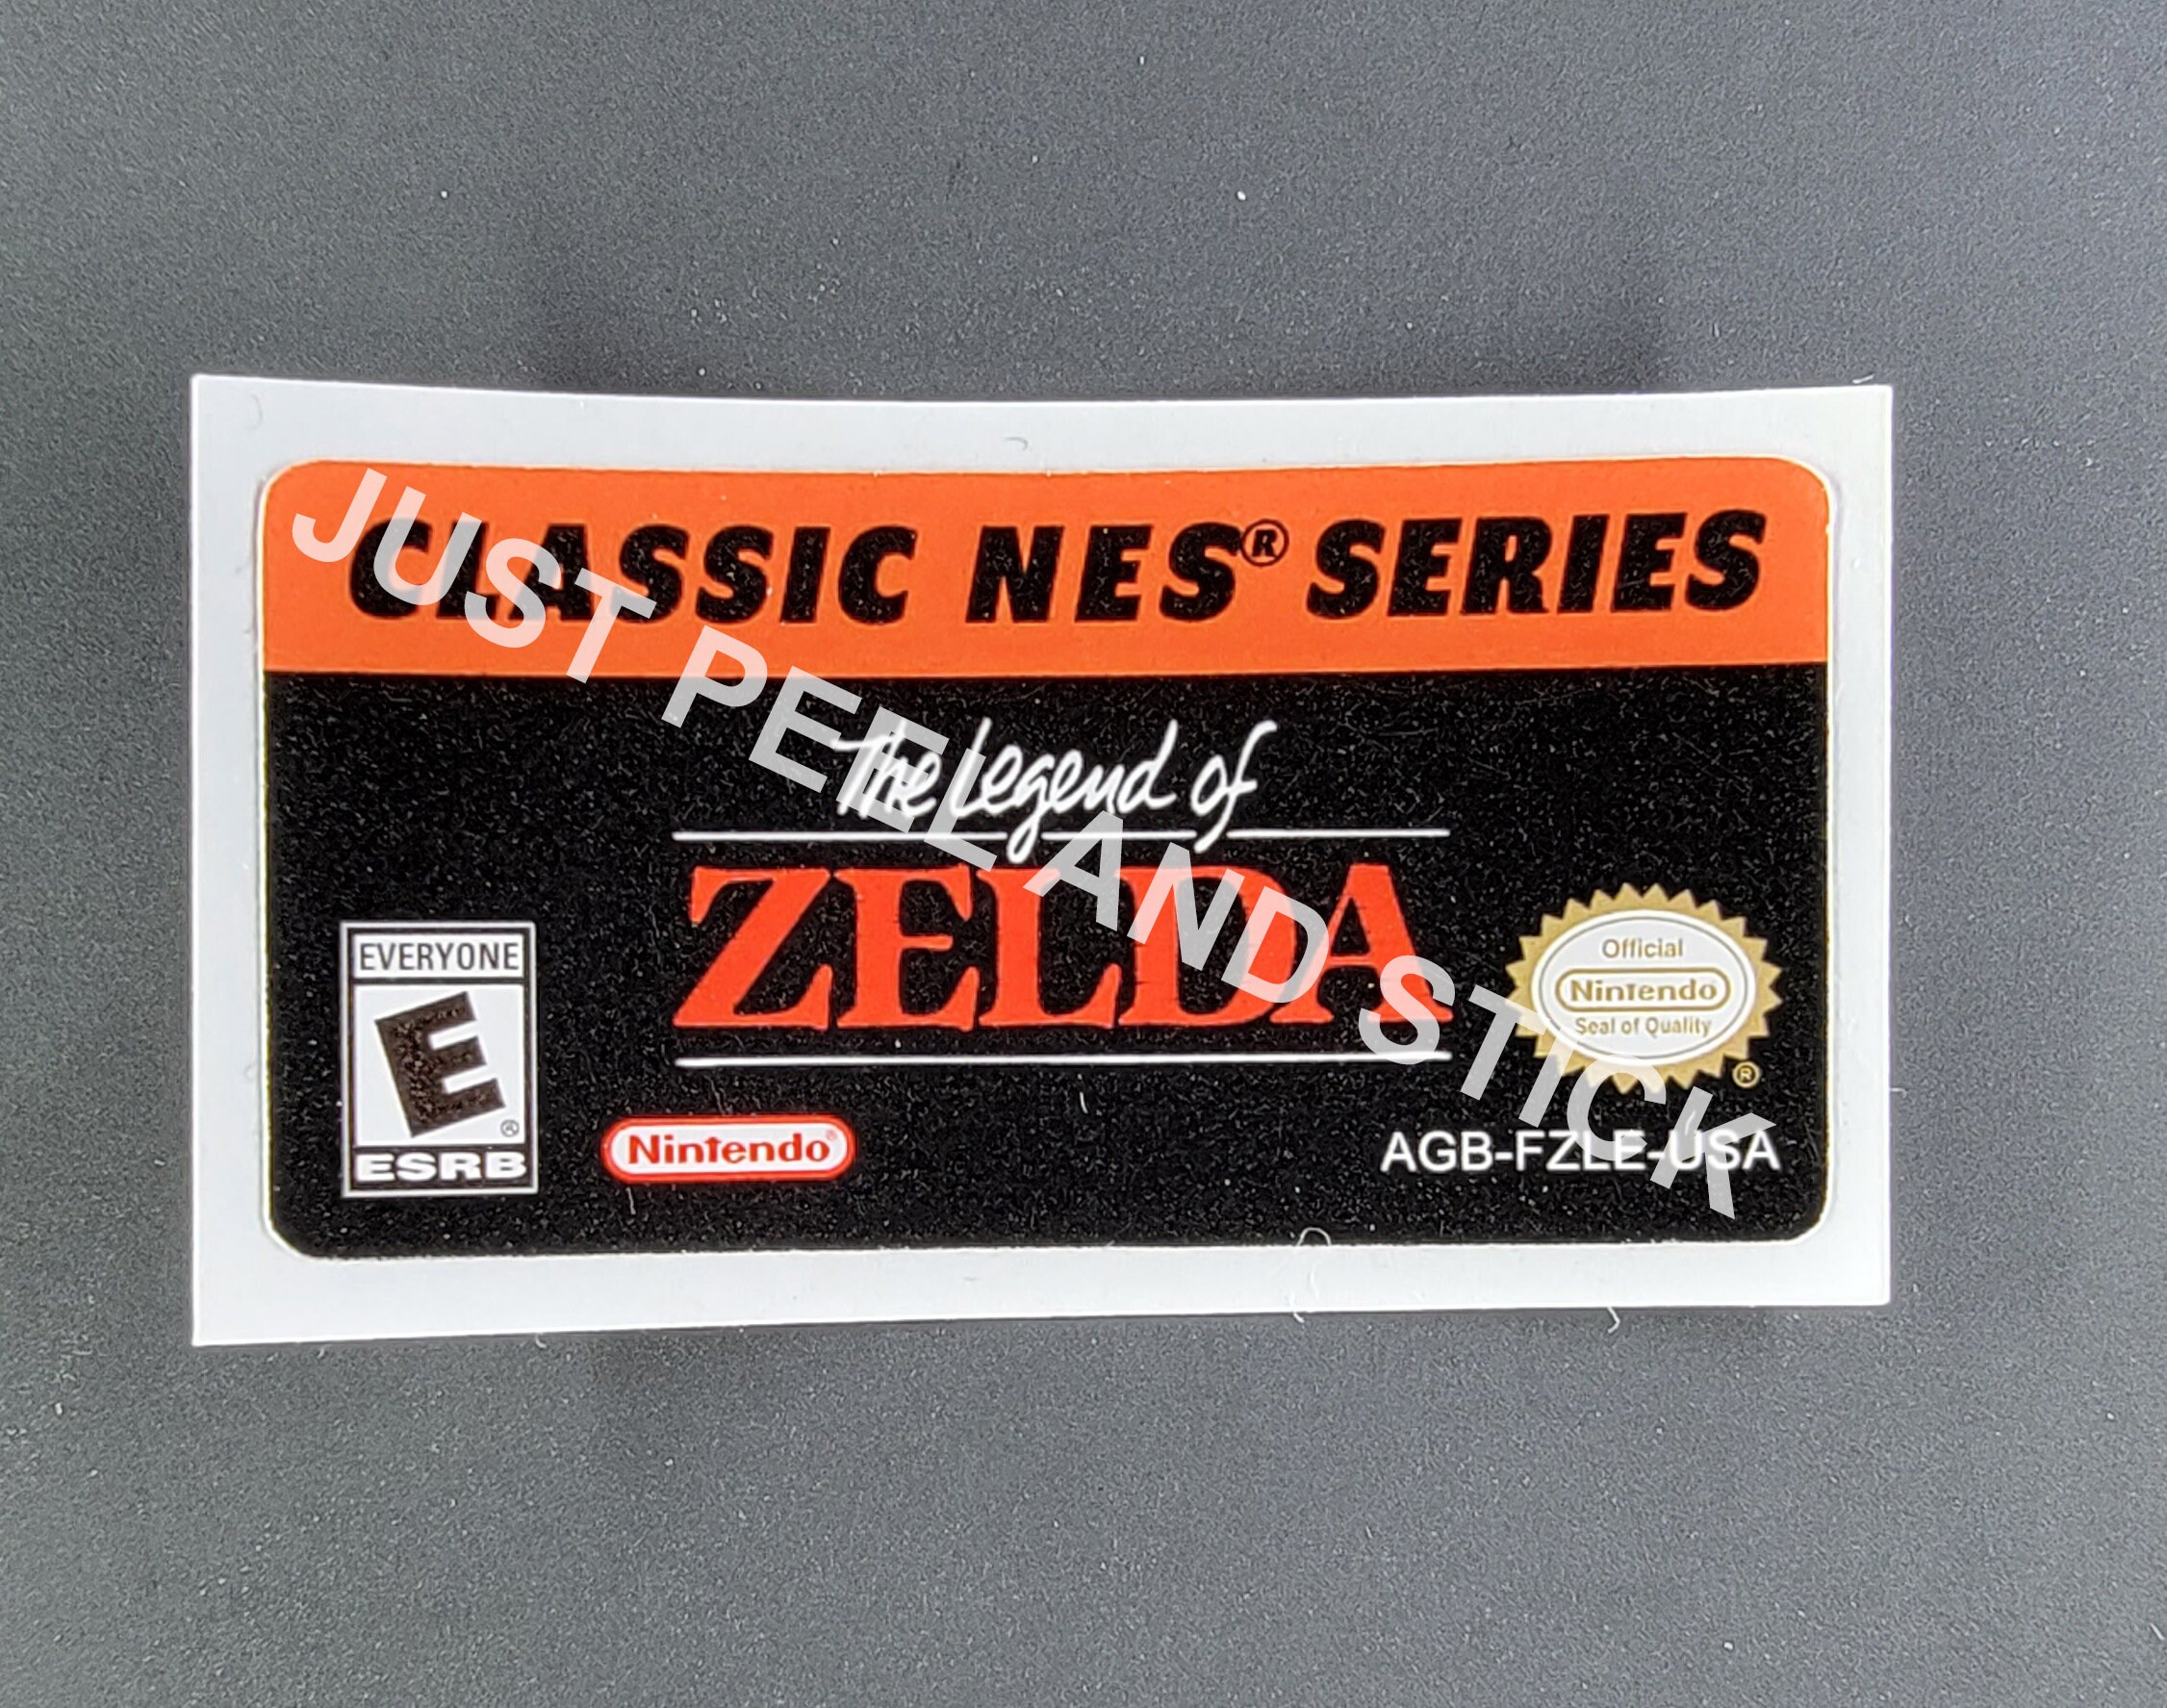 CLASSIC NES® SERIES
JUST PEEL AND STICK
The Legend of
ZELDA
EVERYONE
E
®
ESRB
Nintendo®
Official
Nintendo
Seal of Quality
®
AGB-FZLE-USA